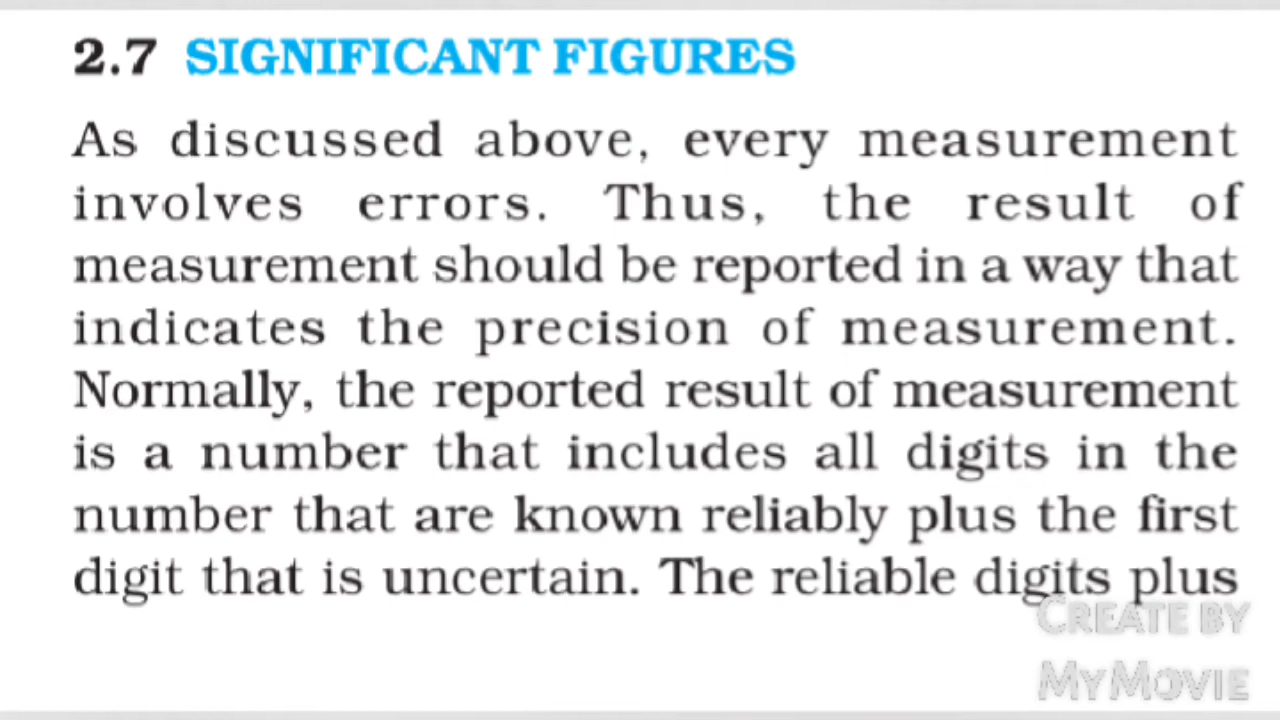 2.7 SIGNIFICANT FIGURES
As discussed above, every measurement
involves errors. Thus, the result of
measurement should be reported in a way that
indicates the precision of measurement.
Normally, the reported result of measurement
is a number that includes all digits in the
number that are known reliably plus the first
digit that is uncertain. The reliable digits plus
CREATE BY
MYMOVIE